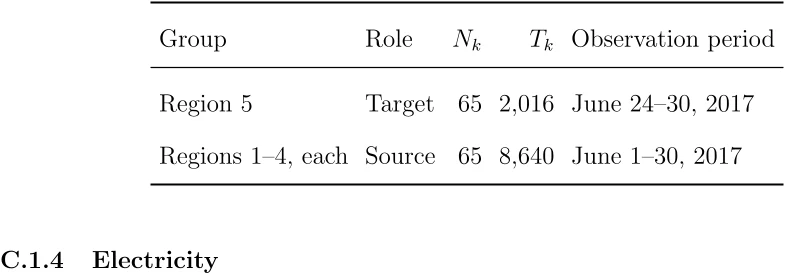 Group Role N_k T_k Observation period
Region 5 Target 65 2,016 June 24–30, 2017
Regions 1–4, each Source 65 8,640 June 1–30, 2017
C.1.4 Electricity